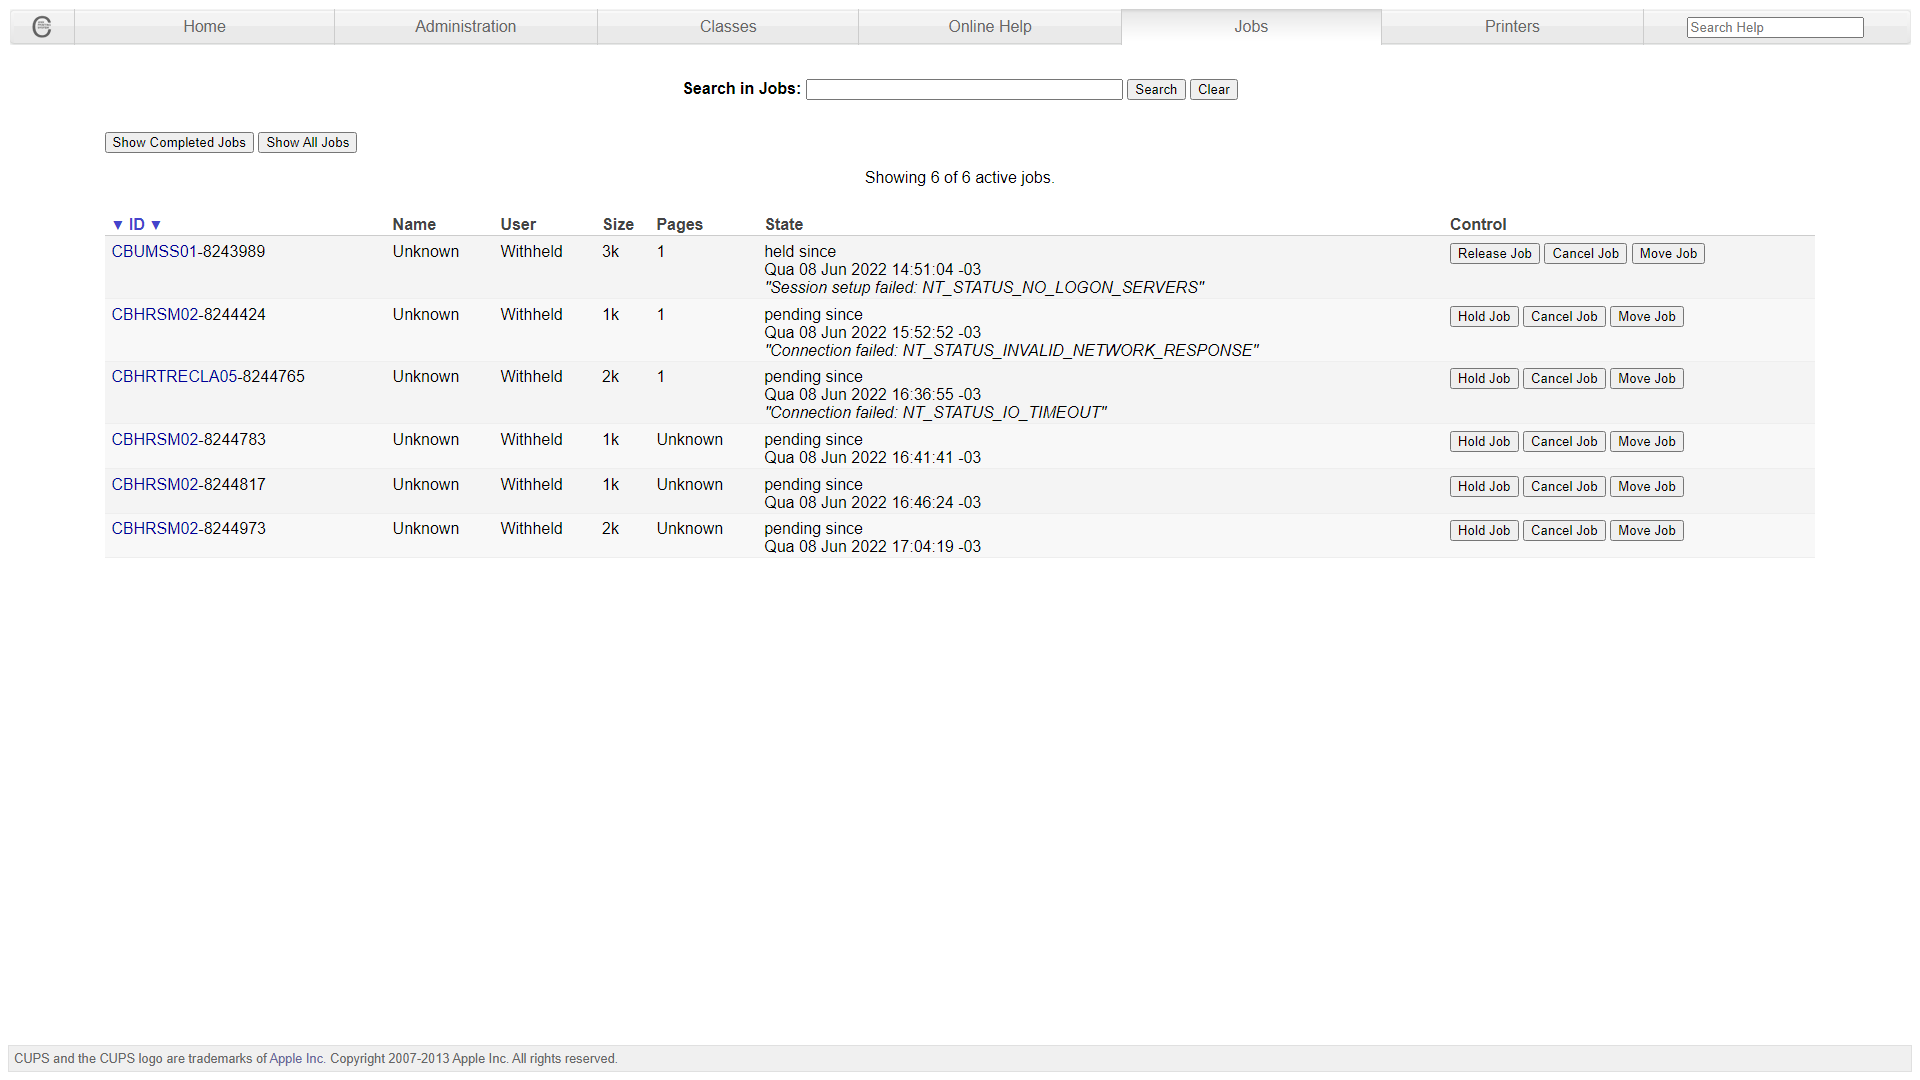 Home Administration Classes Online Help Jobs Printers Search Help
Search in Jobs: Search Clear
Show Completed Jobs Show All Jobs
Showing 6 of 6 active jobs.
▼ ID ▼ Name User Size Pages State Control
CBUMSS01-8243989 Unknown Withheld 3k 1 held since Release Job Cancel Job Move Job
Qua 08 Jun 2022 14:51:04 -03
"Session setup failed: NT_STATUS_NO_LOGON_SERVERS"
CBHRSM02-8244424 Unknown Withheld 1k 1 pending since Hold Job Cancel Job Move Job
Qua 08 Jun 2022 15:52:52 -03
"Connection failed: NT_STATUS_INVALID_NETWORK_RESPONSE"
CBHRTRECLA05-8244765 Unknown Withheld 2k 1 pending since Hold Job Cancel Job Move Job
Qua 08 Jun 2022 16:36:55 -03
"Connection failed: NT_STATUS_IO_TIMEOUT"
CBHRSM02-8244783 Unknown Withheld 1k Unknown pending since Hold Job Cancel Job Move Job
Qua 08 Jun 2022 16:41:41 -03
CBHRSM02-8244817 Unknown Withheld 1k Unknown pending since Hold Job Cancel Job Move Job
Qua 08 Jun 2022 16:46:24 -03
CBHRSM02-8244973 Unknown Withheld 2k Unknown pending since Hold Job Cancel Job Move Job
Qua 08 Jun 2022 17:04:19 -03
CUPS and the CUPS logo are trademarks of Apple Inc. Copyright 2007-2013 Apple Inc. All rights reserved.